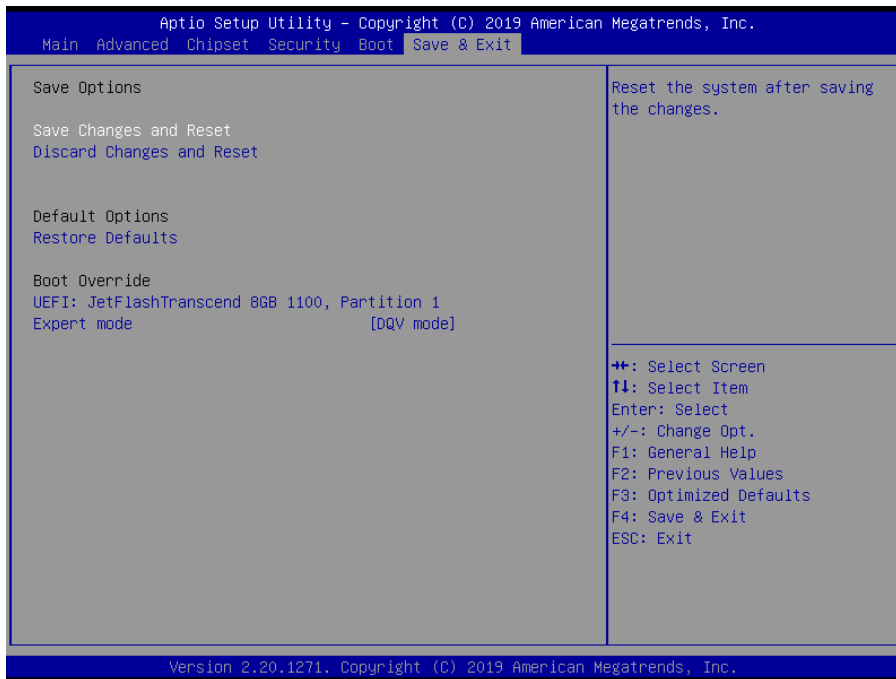 Aptio Setup Utility – Copyright (C) 2019 American Megatrends, Inc.
Main Advanced Chipset Security Boot Save & Exit
Save Options
Save Changes and Reset
Discard Changes and Reset
Default Options
Restore Defaults
Boot Override
UEFI: JetFlashTranscend 8GB 1100, Partition 1
Expert mode [DQV mode]
Reset the system after saving
the changes.
→←: Select Screen
↑↓: Select Item
Enter: Select
+/-: Change Opt.
F1: General Help
F2: Previous Values
F3: Optimized Defaults
F4: Save & Exit
ESC: Exit
Version 2.20.1271. Copyright (C) 2019 American Megatrends, Inc.